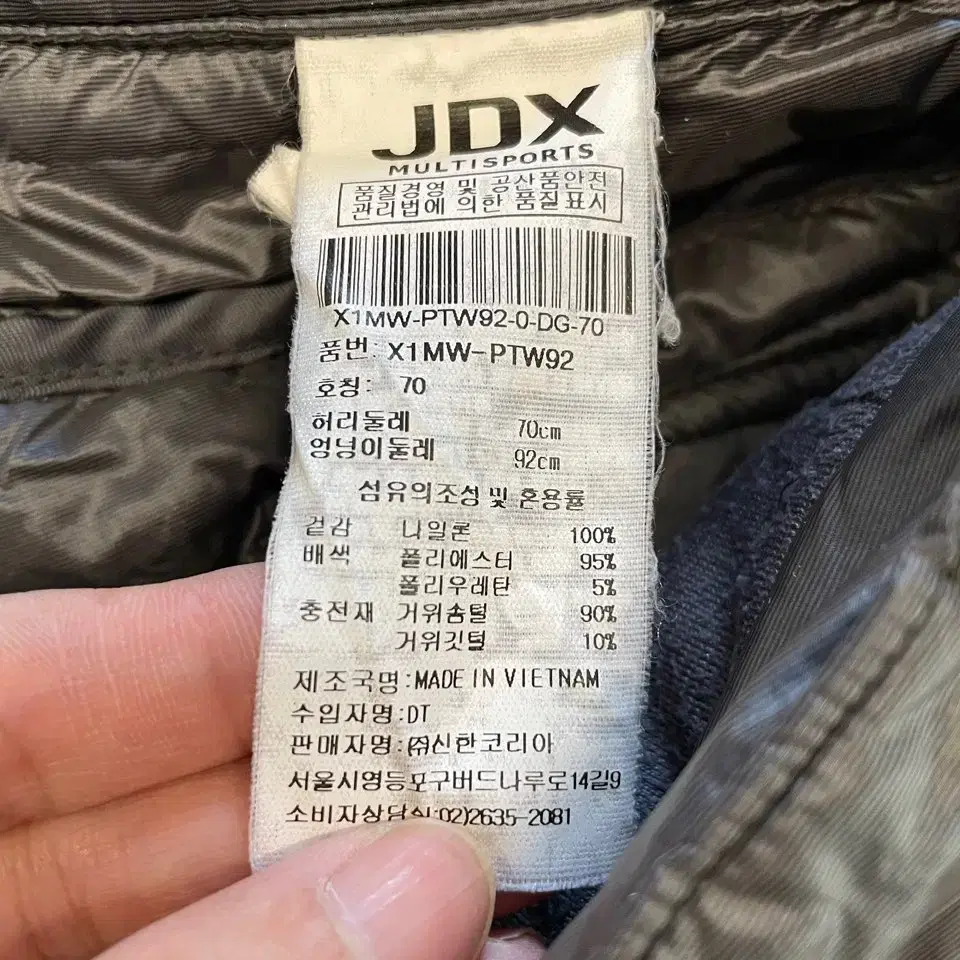 JDX
MULTISPORTS
품질경영 및 공산품안전
관리법에 의한 품질표시
X1MW-PTW92-0-DG-70
품번: X1MW-PTW92
호칭: 70
허리둘레 70cm
엉덩이둘레 92cm
섬유의조성 및 혼용률
겉감 나일론 100%
배색 폴리에스터 95%
폴리우레탄 5%
충전재 거위솜털 90%
거위깃털 10%
제조국명:MADE IN VIETNAM
수입자명:DT
판매자명:㈜신한코리아
서울시영등포구버드나루로14길9
소비자상담실:02)2635-2081